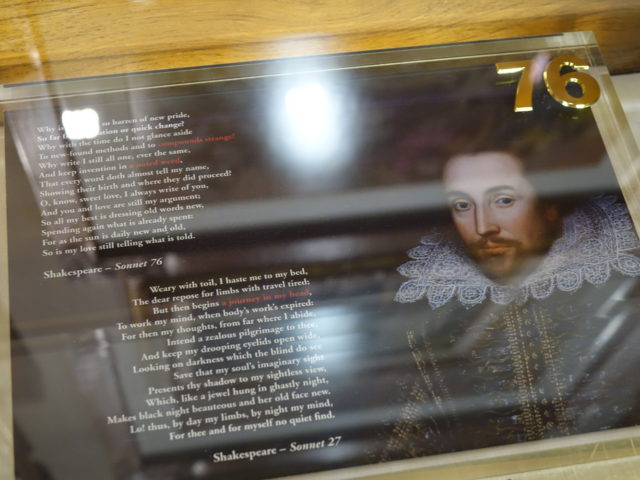 76
Why so barren of new pride,
So far or quick change?
Why with the time do I not glance aside
To new-found methods and to compounds strange?
Why write I still all one, ever the same,
And keep invention in a noted weed,
That every word doth almost tell my name,
Showing their birth and where they did proceed?
O, know, sweet love, I always write of you,
And you and love are still my argument;
So all my best is dressing old words new,
Spending again what is already spent:
For as the sun is daily new and old,
So is my love still telling what is told.
Shakespeare – Sonnet 76
Weary with toil, I haste me to my bed,
The dear repose for limbs with travel tired;
But then begins a journey in my head,
To work my mind, when body's work's expired:
For then my thoughts, from far where I abide,
Intend a zealous pilgrimage to thee,
And keep my drooping eyelids open wide,
Looking on darkness which the blind do see
Save that my soul's imaginary sight
Presents thy shadow to my sightless view,
Which, like a jewel hung in ghastly night,
Makes black night beauteous and her old face new.
Lo! thus, by day my limbs, by night my mind,
For thee and for myself no quiet find.
Shakespeare – Sonnet 27